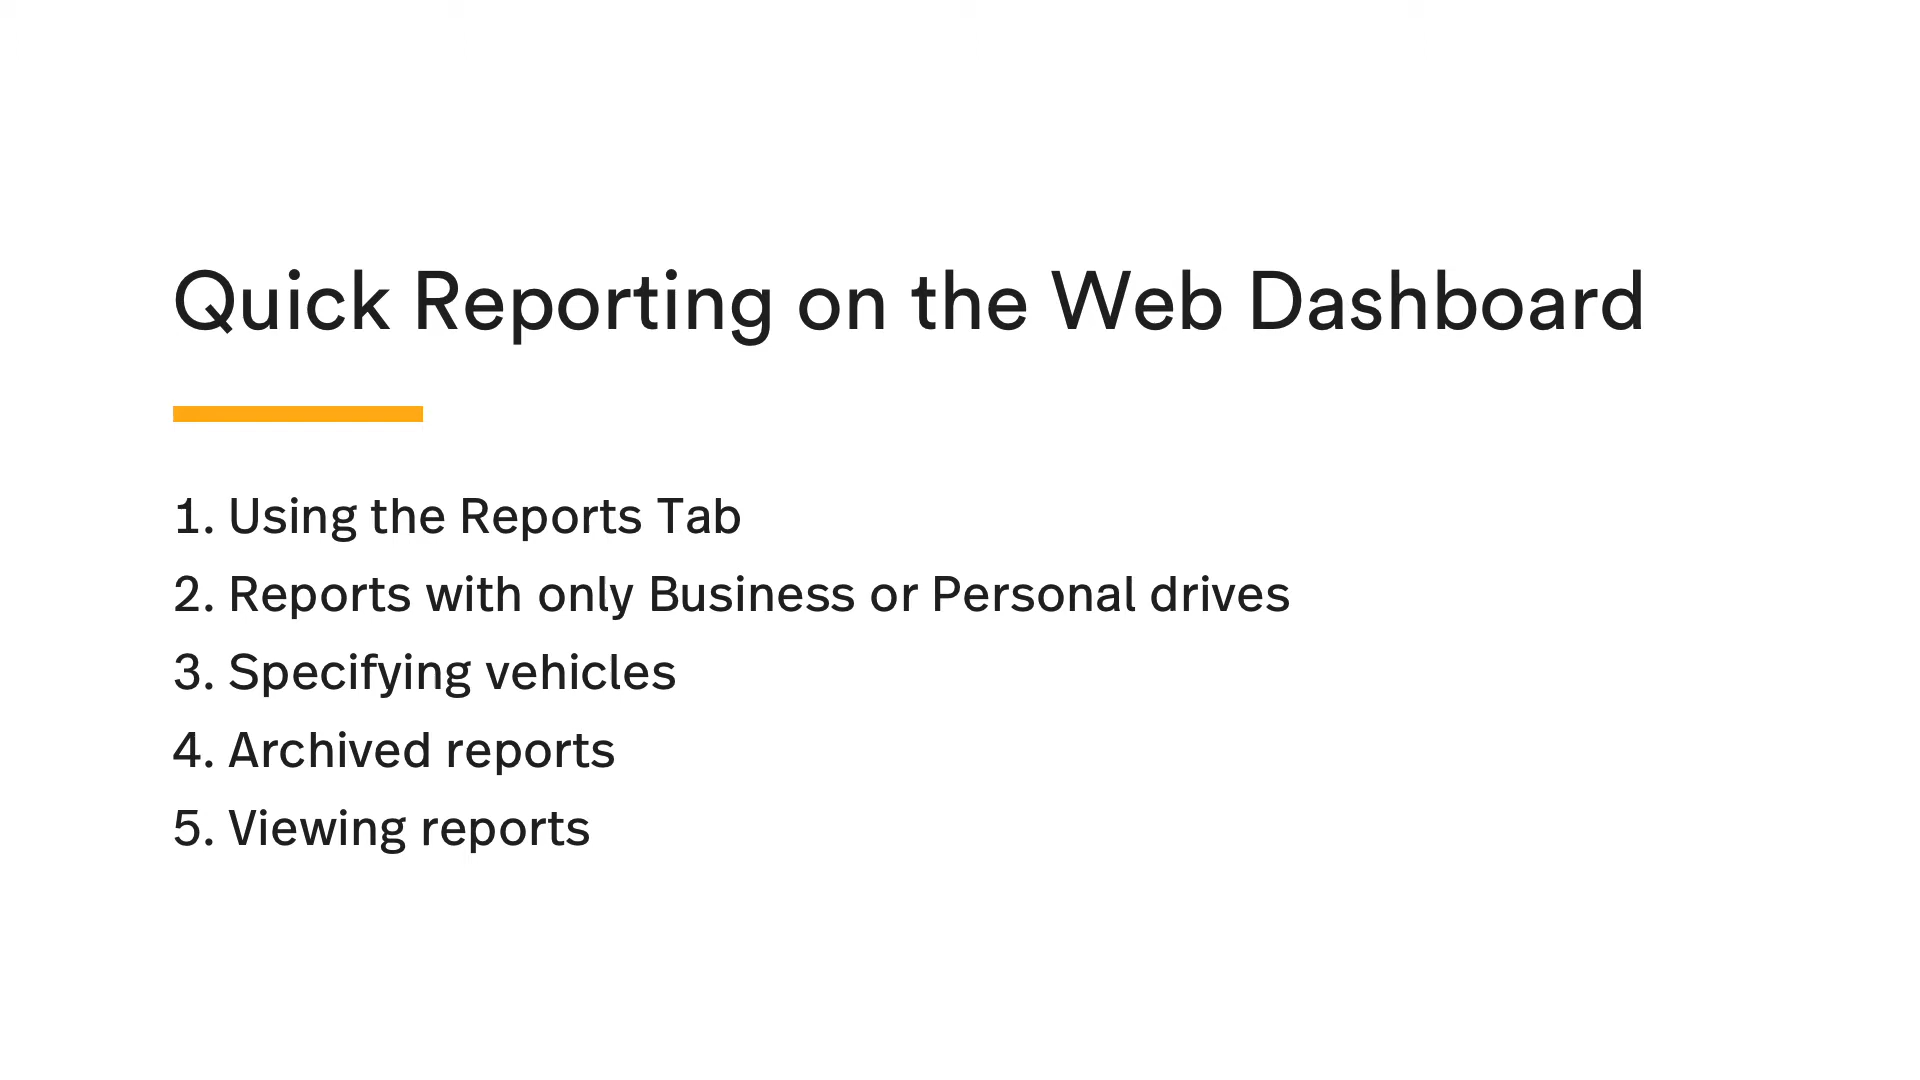 Quick Reporting on the Web Dashboard
1. Using the Reports Tab
2. Reports with only Business or Personal drives
3. Specifying vehicles
4. Archived reports
5. Viewing reports